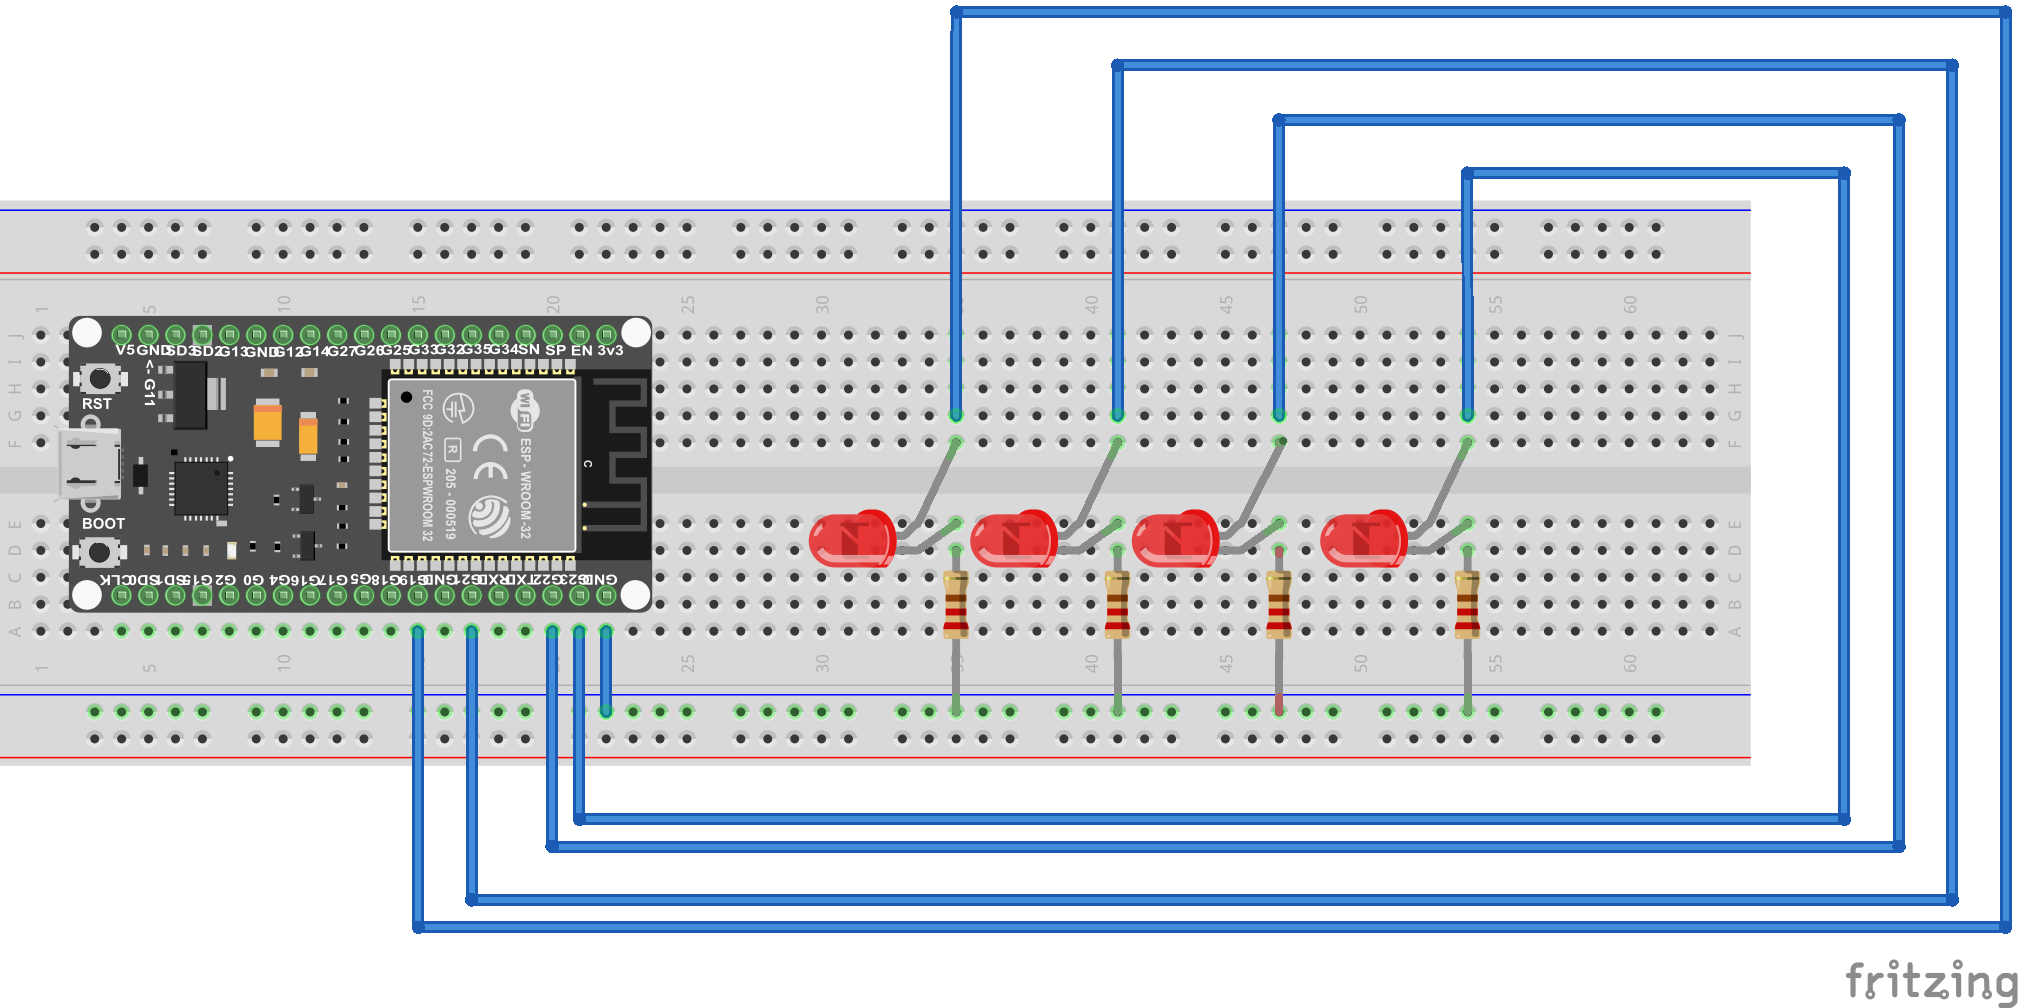 1 5 10 15 20 25 30 35 40 45 50 55 60
J J
I I
H H
G G
F F
V5 GND SD3 SD2 G13 GND G12 G14 G27 G26 G25 G33 G32 G35 G34 SN SP EN 3v3
<- G11
RST
BOOT
FCC 9D:2AC72-ESPWROOM 32
R
205 - 000519
CE
Wi Fi
ESP- WROOM -32
C
E E
D D
C C
B B
A A
CLK SD0 SD1 G15 G2 G0 G4 G16 G17 G5 G18 G19 GND G21 RXD TXD G22 G23 GND
1 5 10 15 20 25 30 35 40 45 50 55 60
fritzing